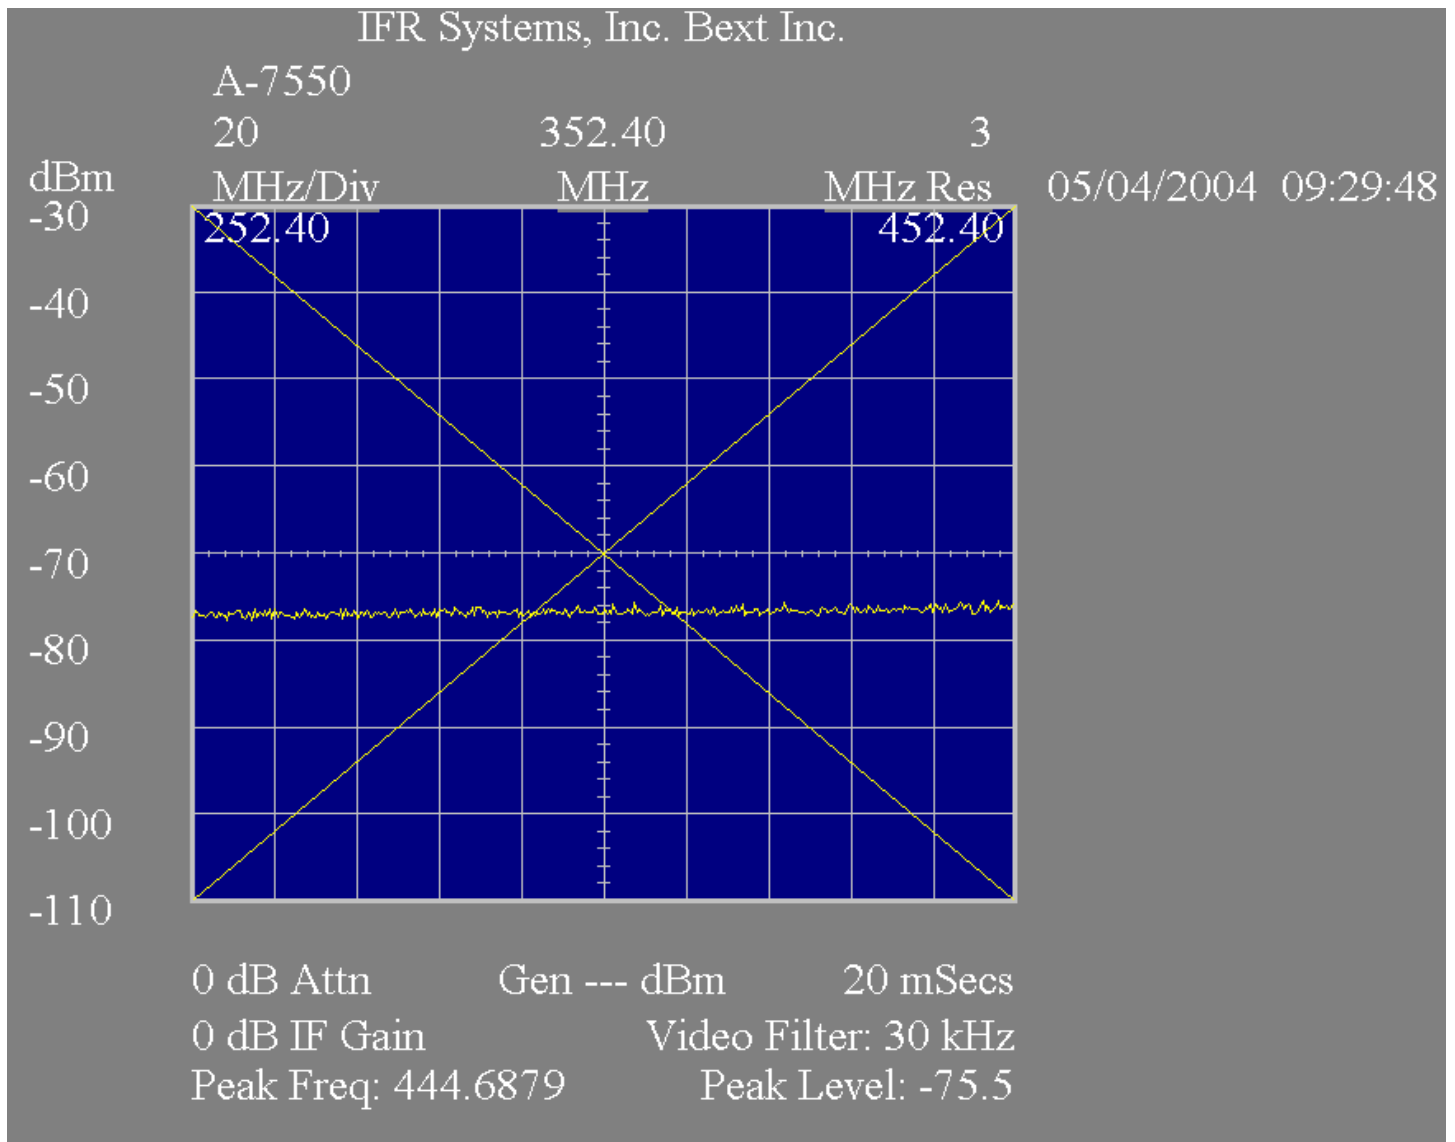 IFR Systems, Inc. Bext Inc.
A-7550
20 352.40 3
dBm MHz/Div MHz MHz Res 05/04/2004 09:29:48
-30
252.40 452.40
-40
-50
-60
-70
-80
-90
-100
-110
0 dB Attn Gen --- dBm 20 mSecs
0 dB IF Gain Video Filter: 30 kHz
Peak Freq: 444.6879 Peak Level: -75.5